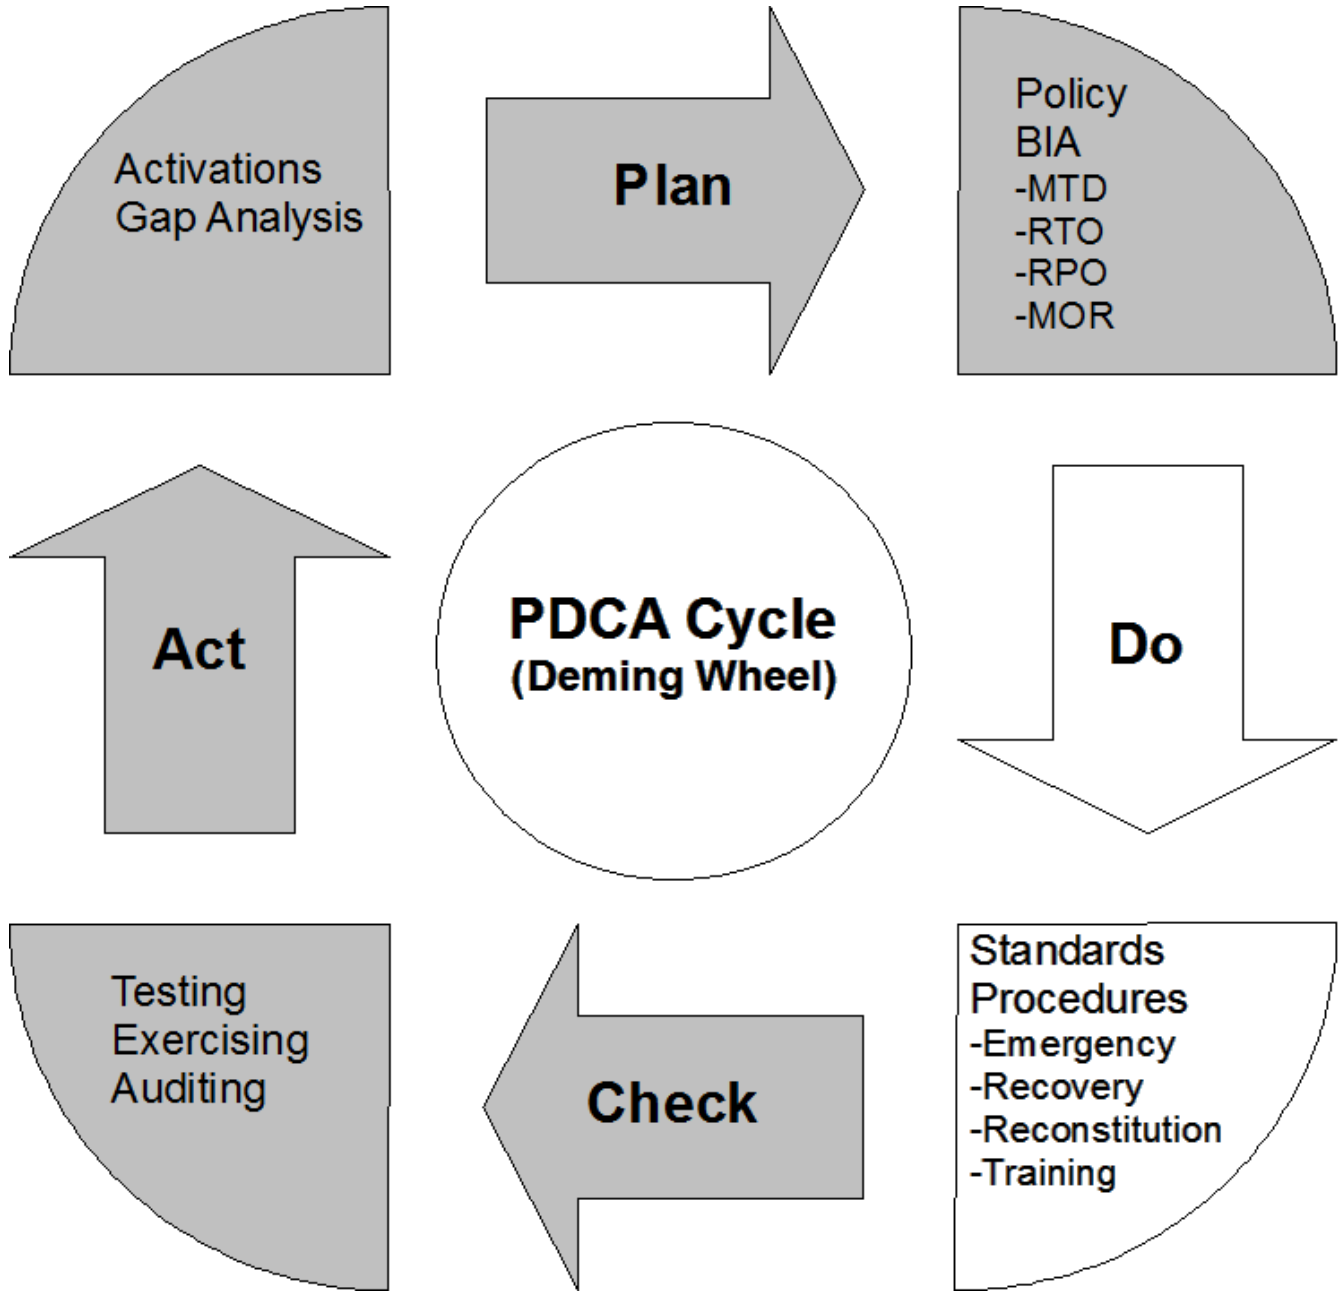 Activations
Gap Analysis
Plan
Policy
BIA
-MTD
-RTO
-RPO
-MOR
Act
PDCA Cycle
(Deming Wheel)
Do
Testing
Exercising
Auditing
Check
Standards
Procedures
-Emergency
-Recovery
-Reconstitution
-Training